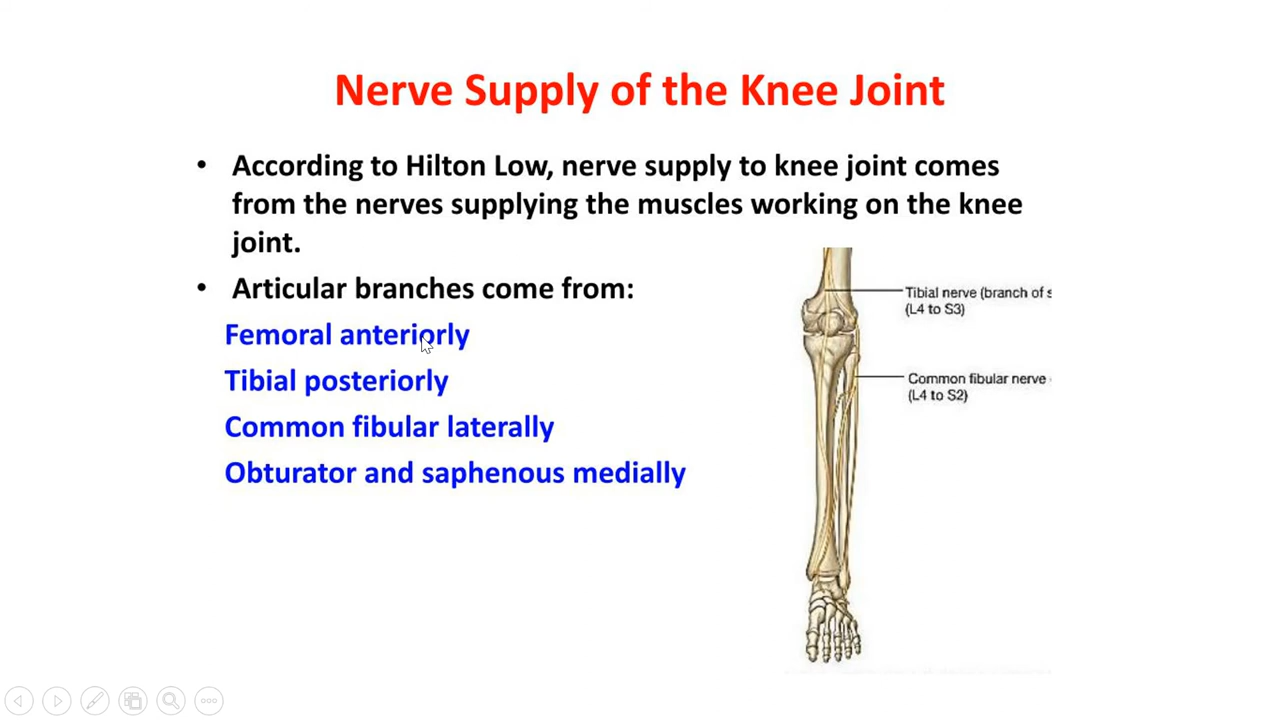 Nerve Supply of the Knee Joint
• According to Hilton Low, nerve supply to knee joint comes
from the nerves supplying the muscles working on the knee
joint.
• Articular branches come from:
Femoral anteriorly
Tibial posteriorly
Common fibular laterally
Obturator and saphenous medially
Tibial nerve (branch of s
(L4 to S3)
Common fibular nerve
(L4 to S2)